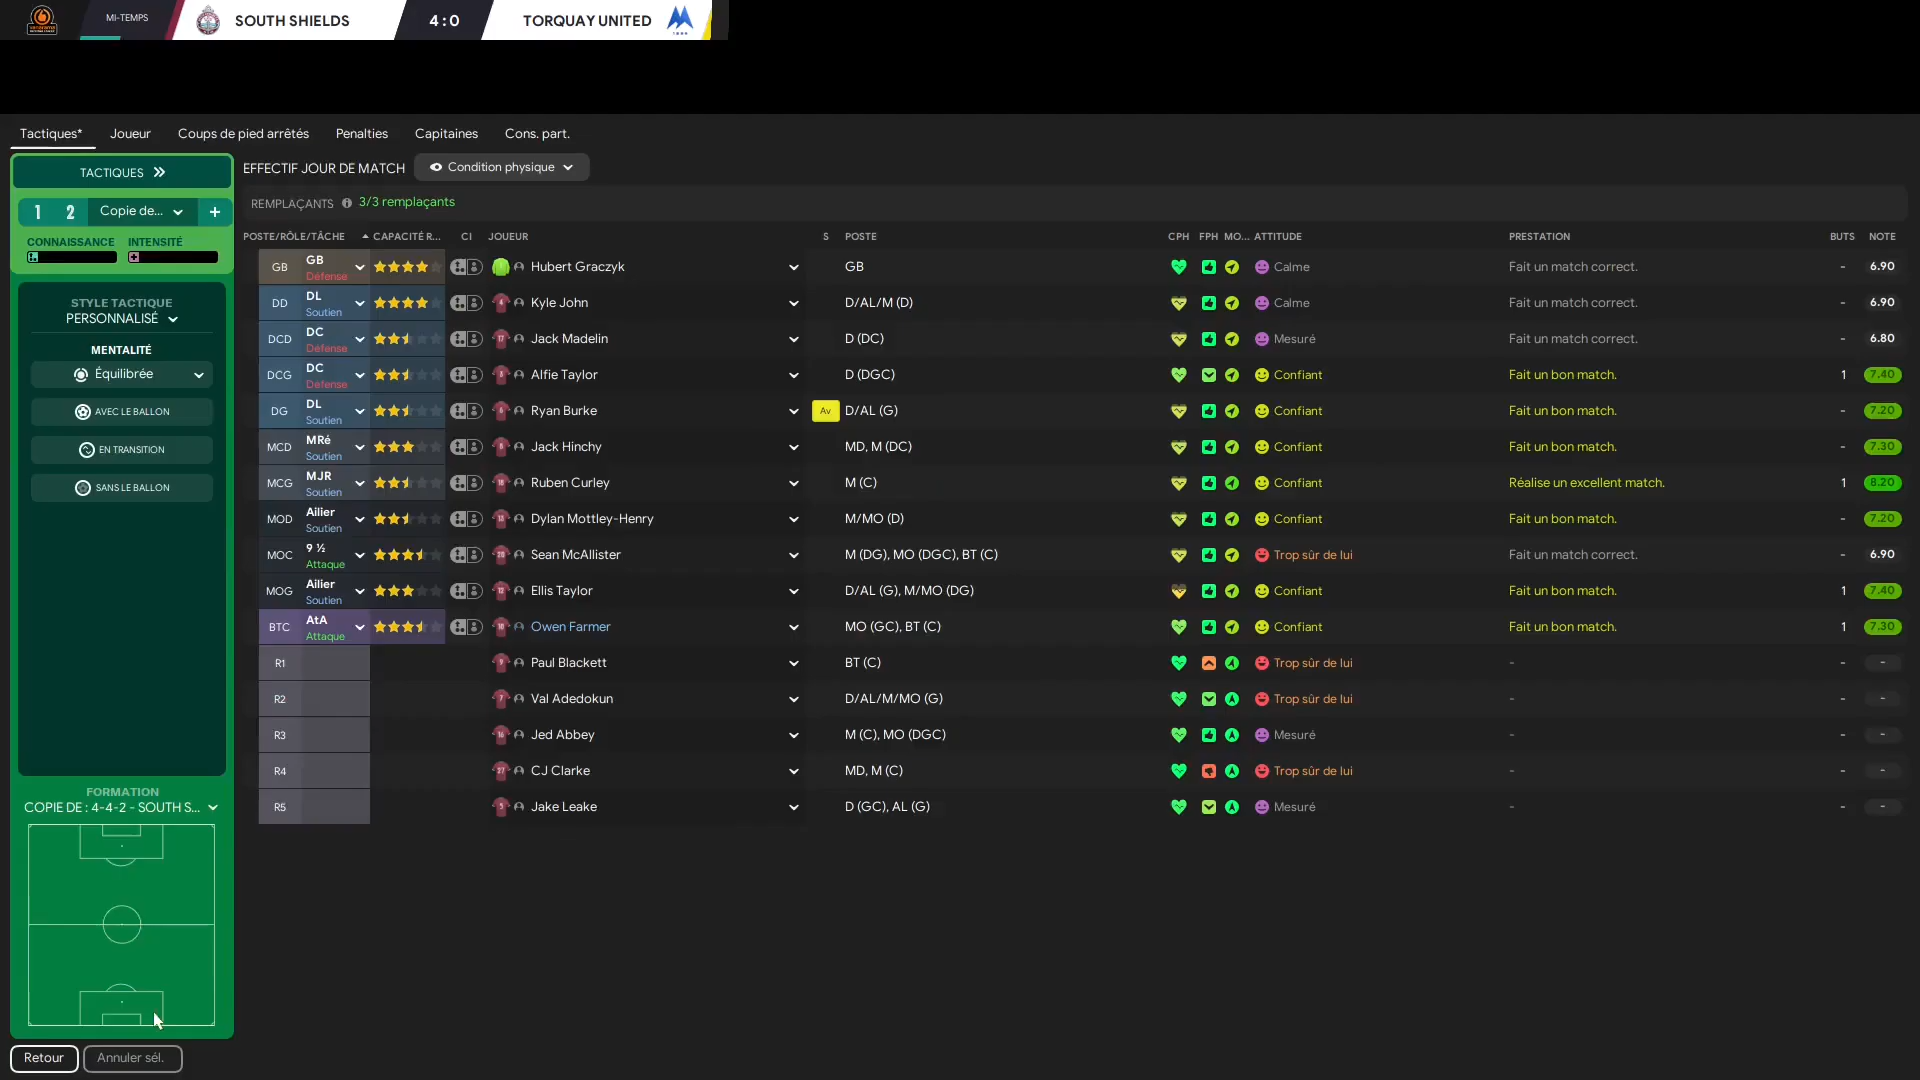 MI-TEMPS
SOUTH SHIELDS 4 : 0 TORQUAY UNITED
Tactiques* Joueur Coups de pied arrêtés Penalties Capitaines Cons. part.
TACTIQUES
EFFECTIF JOUR DE MATCH Condition physique
REMPLAÇANTS 3/3 remplaçants
1 2 Copie de... +
CONNAISSANCE INTENSITÉ
POSTE/RÔLE/TÂCHE CAPACITÉ R... CI JOUEUR S POSTE CPH FPH MO... ATTITUDE PRESTATION BUTS NOTE
GB GB Défense Hubert Graczyk GB Calme Fait un match correct. - 6.90
DD DL Soutien Kyle John D/AL/M (D) Calme Fait un match correct. - 6.90
DCD DC Défense Jack Madelin D (DC) Mesuré Fait un match correct. - 6.80
DCG DC Défense Alfie Taylor D (DGC) Confiant Fait un bon match. 1 7.40
DG DL Soutien Ryan Burke Av D/AL (G) Confiant Fait un bon match. - 7.20
MCD MRé Soutien Jack Hinchy MD, M (DC) Confiant Fait un bon match. - 7.30
MCG MJR Soutien Ruben Curley M (C) Confiant Réalise un excellent match. 1 8.20
MOD Ailier Soutien Dylan Mottley-Henry M/MO (D) Confiant Fait un bon match. - 7.20
MOC 9 ½ Attaque Sean McAllister M (DG), MO (DGC), BT (C) Trop sûr de lui Fait un match correct. - 6.90
MOG Ailier Soutien Ellis Taylor D/AL (G), M/MO (DG) Confiant Fait un bon match. 1 7.40
BTC AtA Attaque Owen Farmer MO (GC), BT (C) Confiant Fait un bon match. 1 7.30
R1 Paul Blackett BT (C) Trop sûr de lui - - -
R2 Val Adedokun D/AL/M/MO (G) Trop sûr de lui - - -
R3 Jed Abbey M (C), MO (DGC) Mesuré - - -
R4 CJ Clarke MD, M (C) Trop sûr de lui - - -
R5 Jake Leake D (GC), AL (G) Mesuré - - -
STYLE TACTIQUE
PERSONNALISÉ
MENTALITÉ
Équilibrée
AVEC LE BALLON
EN TRANSITION
SANS LE BALLON
FORMATION
COPIE DE : 4-4-2 - SOUTH S...
Retour Annuler sél.